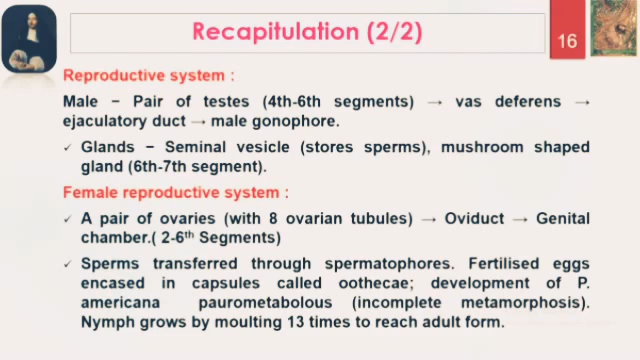 Recapitulation (2/2)
16
Reproductive system :
Male − Pair of testes (4th-6th segments) → vas deferens →
ejaculatory duct → male gonophore.
✓ Glands − Seminal vesicle (stores sperms), mushroom shaped
gland (6th-7th segment).
Female reproductive system :
✓ A pair of ovaries (with 8 ovarian tubules) → Oviduct → Genital
chamber.( 2-6th Segments)
✓ Sperms transferred through spermatophores. Fertilised eggs
encased in capsules called oothecae; development of P.
americana paurometabolous (incomplete metamorphosis).
Nymph grows by moulting 13 times to reach adult form.